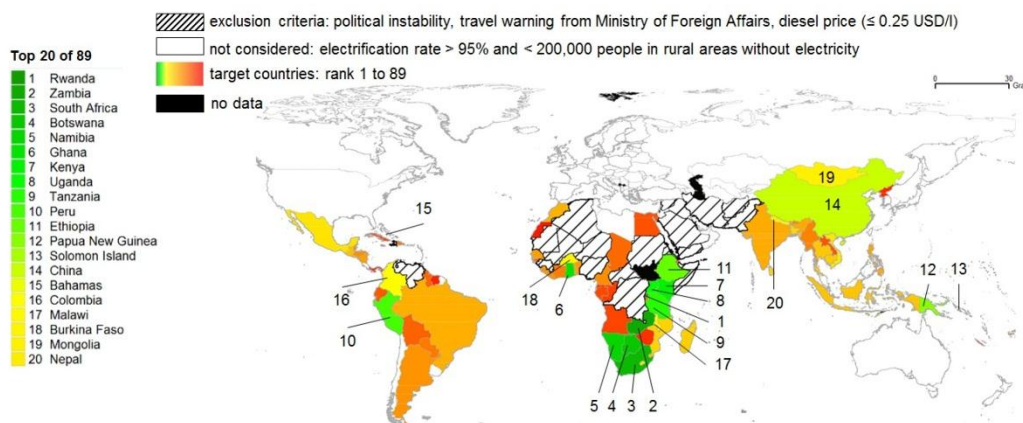 exclusion criteria: political instability, travel warning from Ministry of Foreign Affairs, diesel price (≤ 0.25 USD/l)
not considered: electrification rate > 95% and < 200,000 people in rural areas without electricity
target countries: rank 1 to 89
no data
Top 20 of 89
1 Rwanda
2 Zambia
3 South Africa
4 Botswana
5 Namibia
6 Ghana
7 Kenya
8 Uganda
9 Tanzania
10 Peru
11 Ethiopia
12 Papua New Guinea
13 Solomon Island
14 China
15 Bahamas
16 Colombia
17 Malawi
18 Burkina Faso
19 Mongolia
20 Nepal
0 30
Gra
15
19
14
16
10
18
6
11
7
8
1
9
17
20
12
13
5 4 3 2